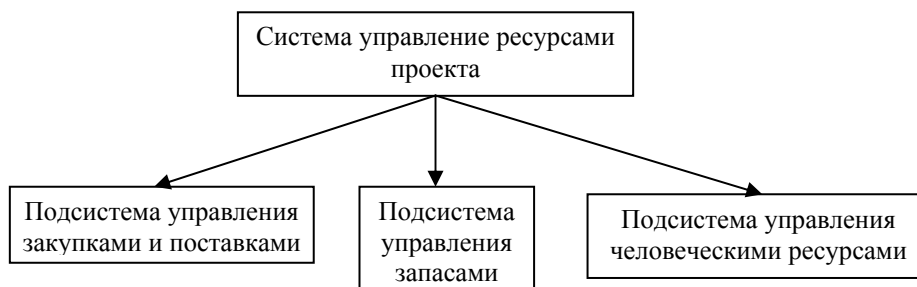 Система управление ресурсами
проекта
Подсистема управления
закупками и поставками
Подсистема
управления
запасами
Подсистема управления
человеческими ресурсами